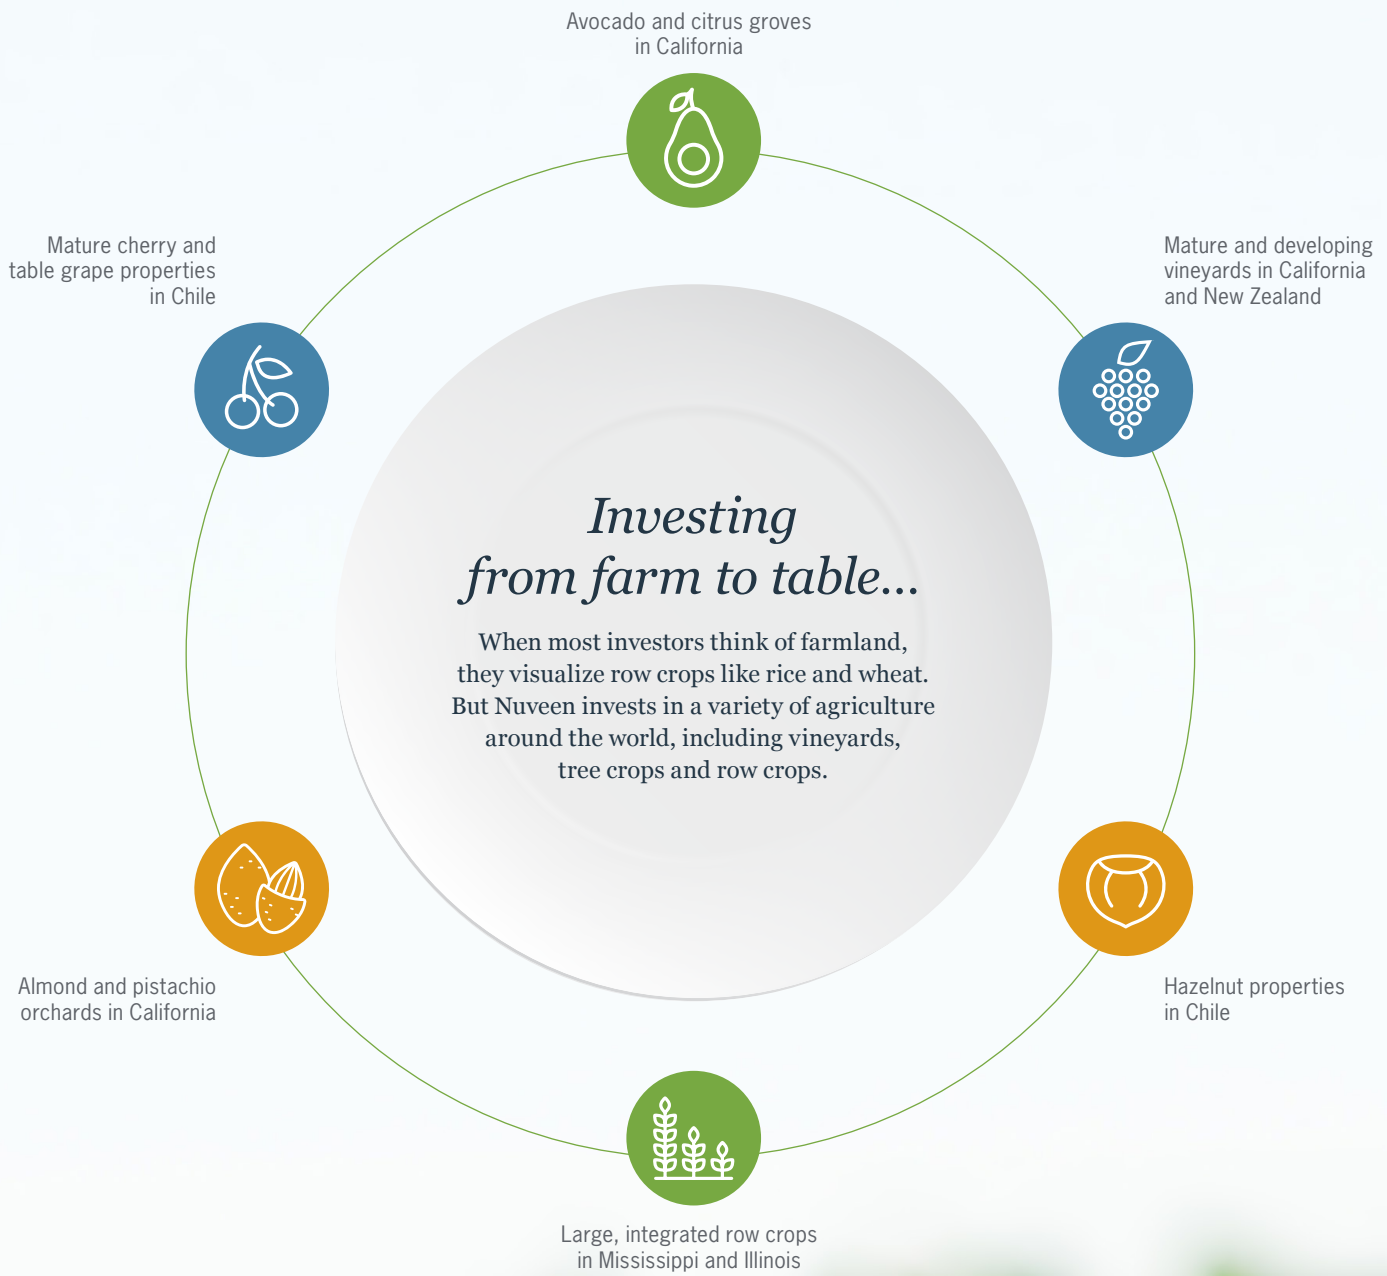 Avocado and citrus groves
in California
Mature cherry and
table grape properties
in Chile
Mature and developing
vineyards in California
and New Zealand
Investing
from farm to table...
When most investors think of farmland,
they visualize row crops like rice and wheat.
But Nuveen invests in a variety of agriculture
around the world, including vineyards,
tree crops and row crops.
Almond and pistachio
orchards in California
Hazelnut properties
in Chile
Large, integrated row crops
in Mississippi and Illinois